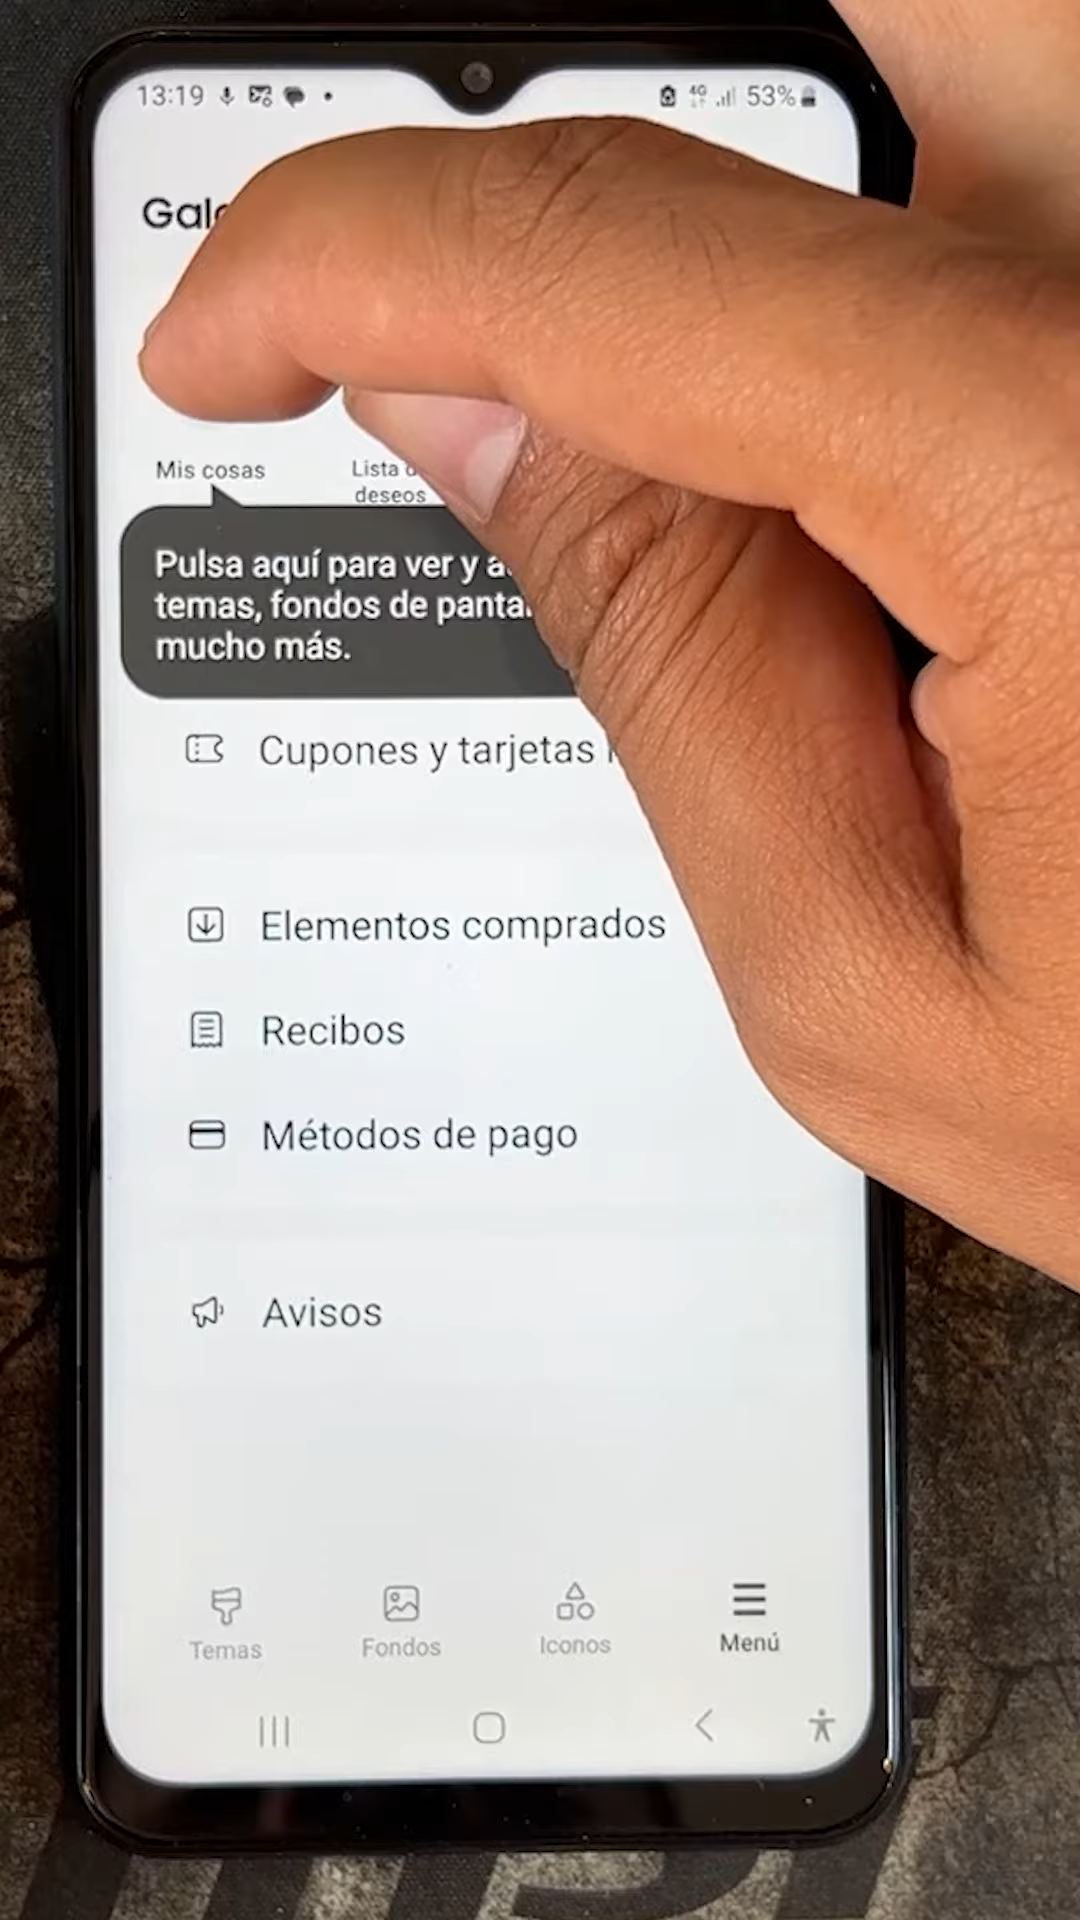 13:19
4G
53%
Mis cosas
Lista
deseos
Pulsa aquí para ver y
temas, fondos de
mucho más.
Cupones y tarjetas
Elementos comprados
Recibos
Métodos de pago
Avisos
Temas
Fondos
Iconos
Menú